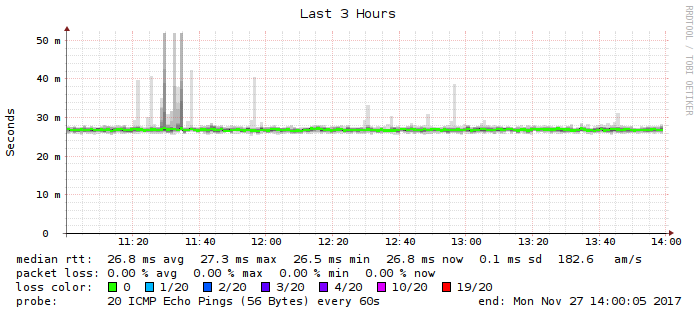 Last 3 Hours
RRDTOOL / TOBI OETIKER
Seconds
50 m
40 m
30 m
20 m
10 m
0
11:20 11:40 12:00 12:20 12:40 13:00 13:20 13:40 14:00
median rtt: 26.8 ms avg 27.3 ms max 26.5 ms min 26.8 ms now 0.1 ms sd 182.6 am/s
packet loss: 0.00 % avg 0.00 % max 0.00 % min 0.00 % now
loss color: 0 1/20 2/20 3/20 4/20 10/20 19/20
probe: 20 ICMP Echo Pings (56 Bytes) every 60s end: Mon Nov 27 14:00:05 2017